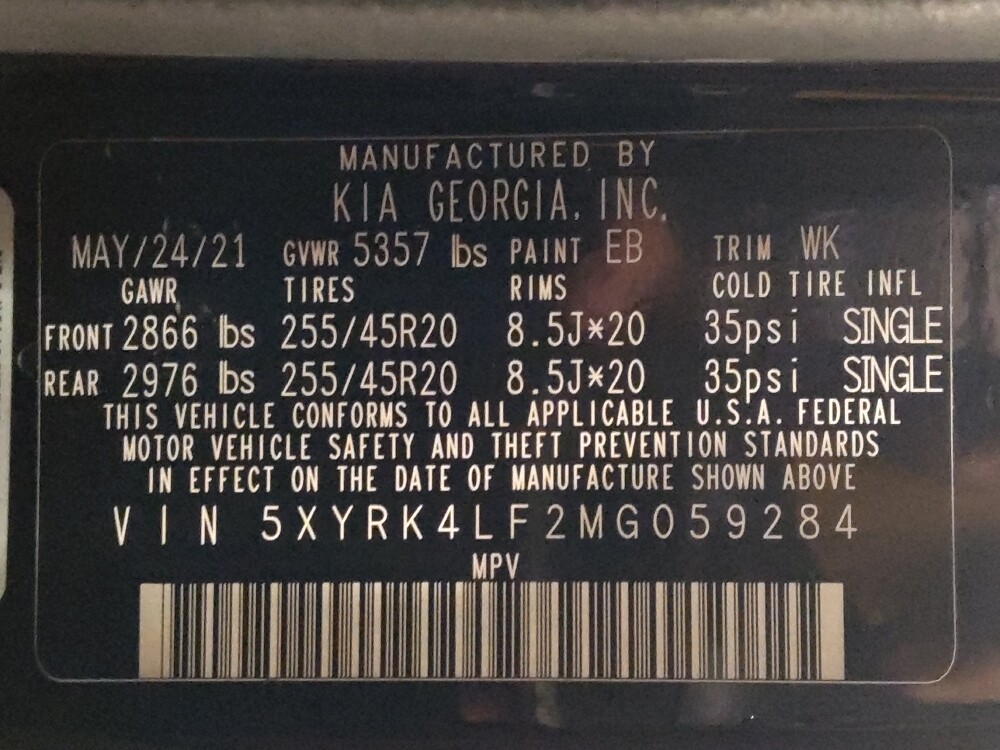 MANUFACTURED BY
KIA GEORGIA, INC.
MAY/24/21 GVWR 5357 lbs PAINT EB TRIM WK
GAWR TIRES RIMS COLD TIRE INFL
FRONT 2866 lbs 255/45R20 8.5J*20 35psi SINGLE
REAR 2976 lbs 255/45R20 8.5J*20 35psi SINGLE
THIS VEHICLE CONFORMS TO ALL APPLICABLE U.S.A. FEDERAL
MOTOR VEHICLE SAFETY AND THEFT PREVENTION STANDARDS
IN EFFECT ON THE DATE OF MANUFACTURE SHOWN ABOVE
VIN 5XYRK4LF2MG059284
MPV